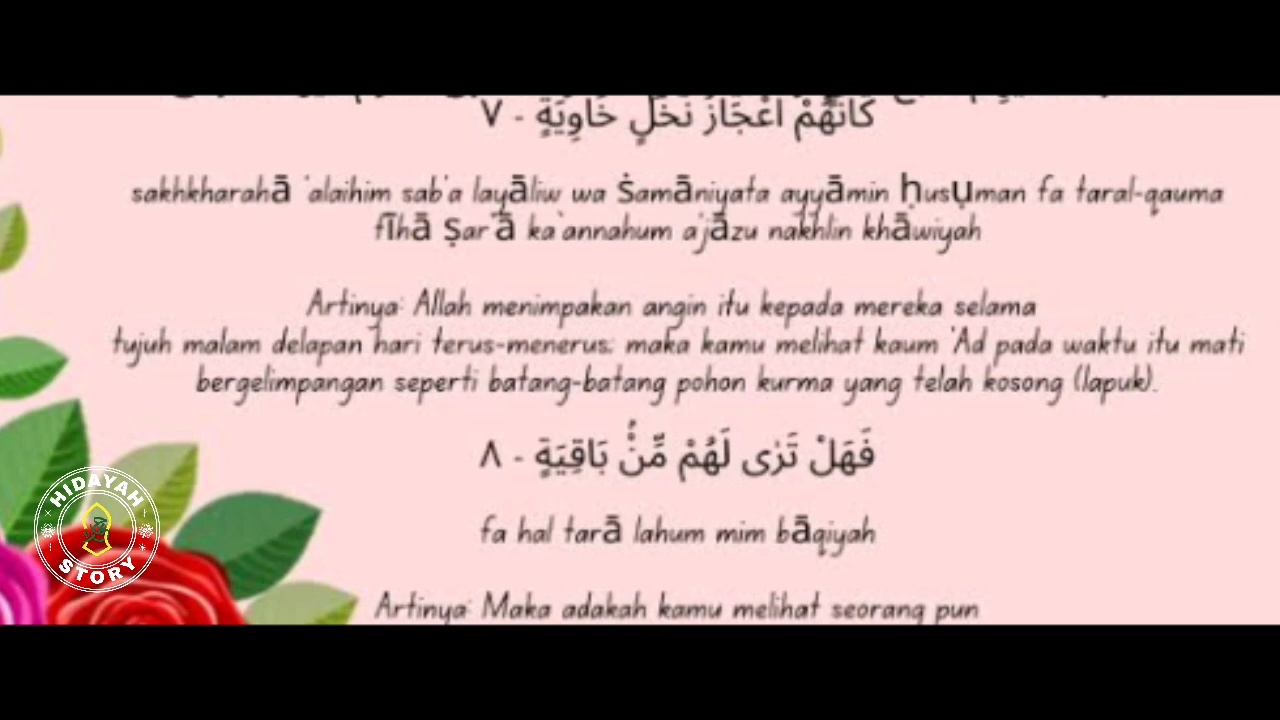 كَاَنَّهُمْ اَعْجَازُ نَخْلٍ خَاوِيَةٍ - ٧
sakhkharahā 'alaihim sab'a layāliw wa ṡamāniyata ayyāmin ḥusụman fa taral-qauma
fīhā ṣar'ā ka`annahum a'jāzu nakhlin khāwiyah
Artinya: Allah menimpakan angin itu kepada mereka selama
tujuh malam delapan hari terus-menerus; maka kamu melihat kaum 'Ad pada waktu itu mati
bergelimpangan seperti batang-batang pohon kurma yang telah kosong (lapuk).
فَهَلْ تَرٰى لَهُمْ مِّنْۢ بَاقِيَةٍ - ٨
fa hal tarā lahum mim bāqiyah
Artinya: Maka adakah kamu melihat seorang pun
HIDAYAH
STORY